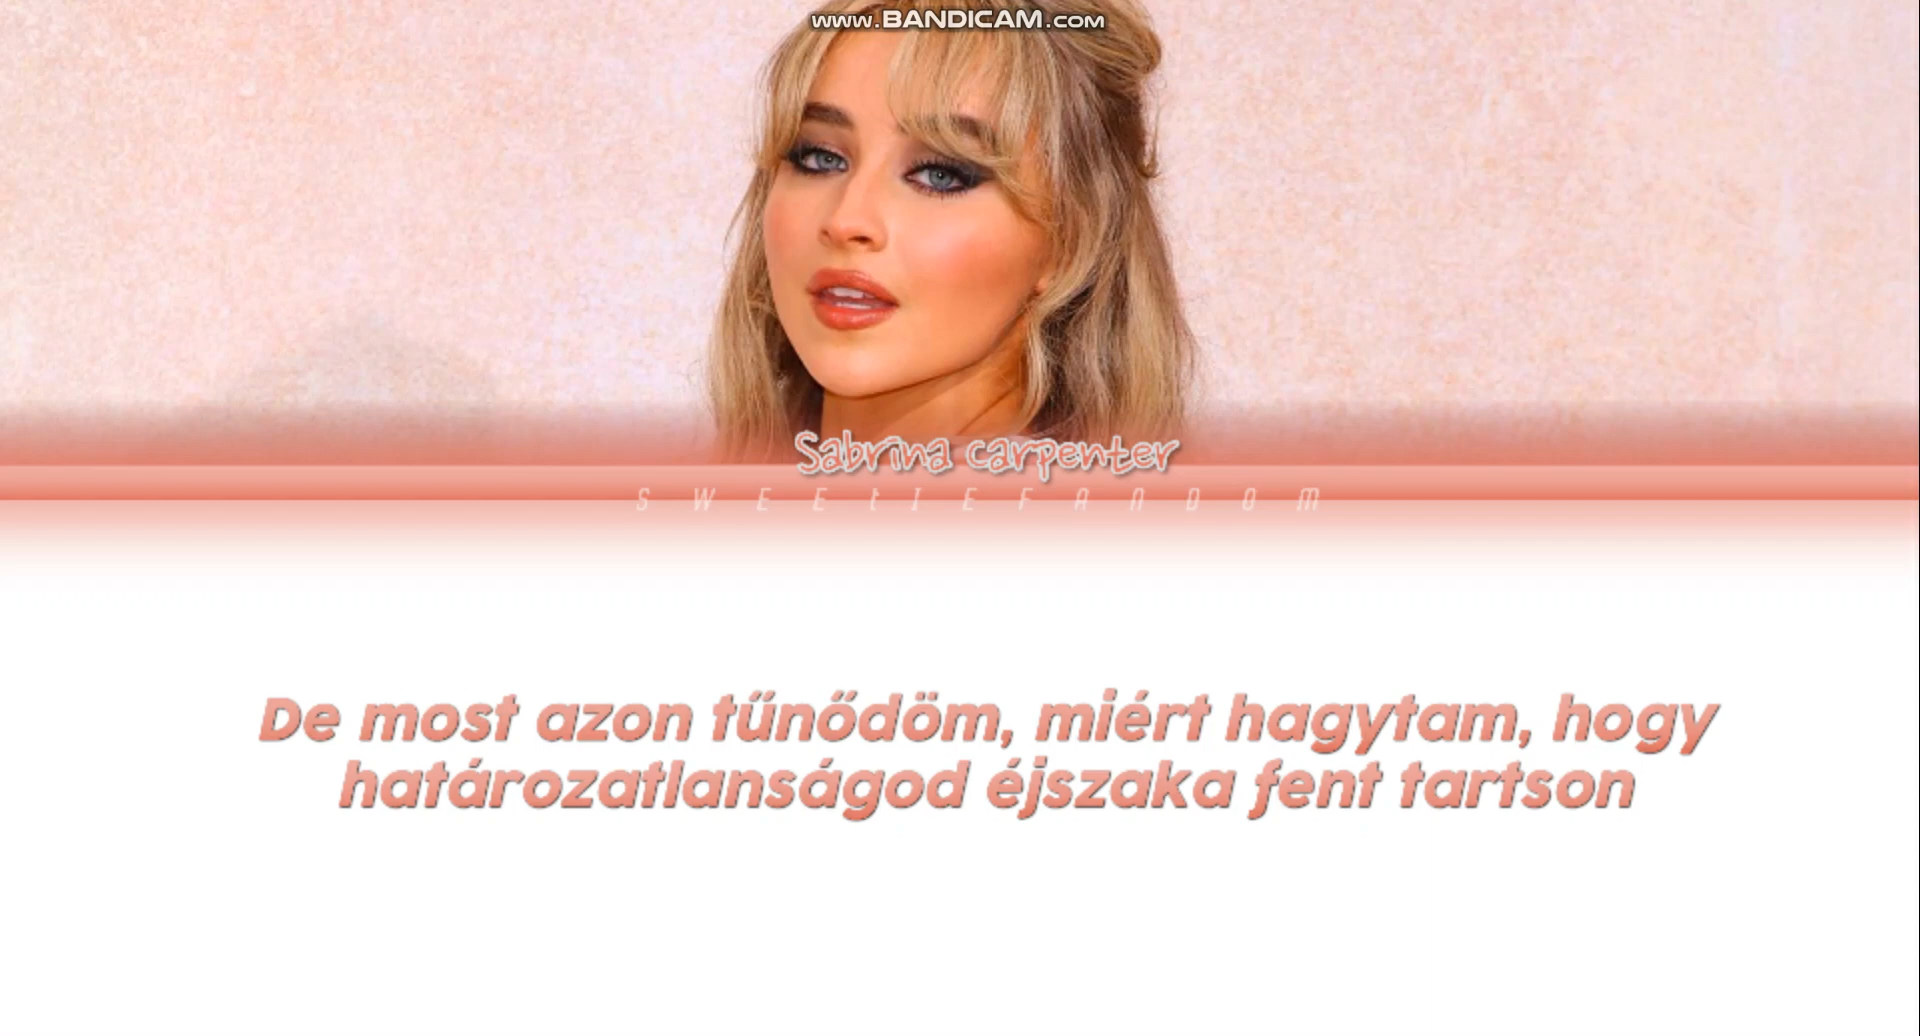 www.BANDICAM.com
Sabrina carpenter
SWEETIEFANDOM
De most azon tűnődöm, miért hagytam, hogy
határozatlanságod éjszaka fent tartson